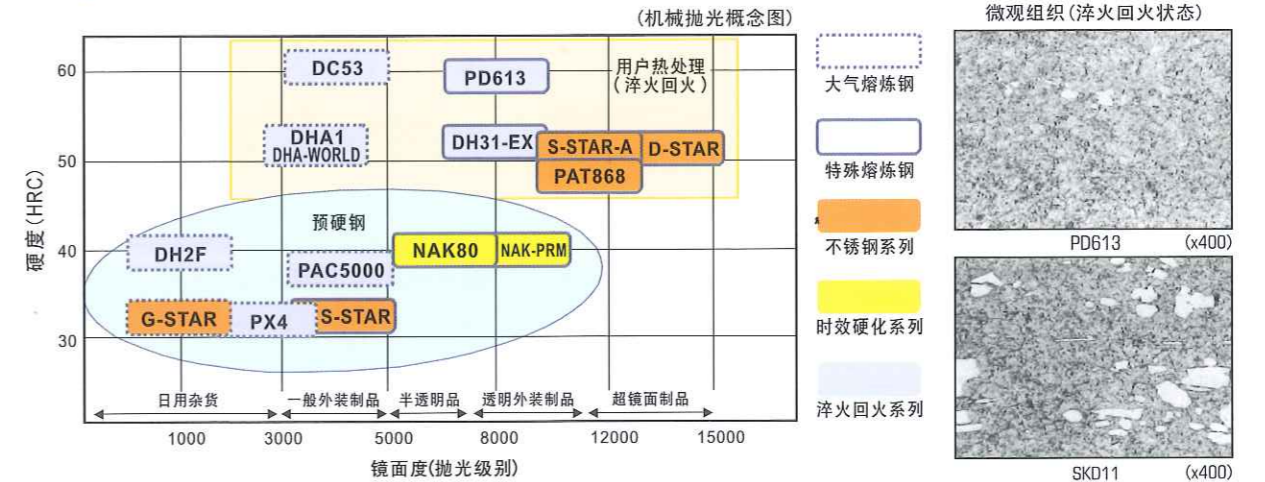 (机械抛光概念图)
微观组织(淬火回火状态)
硬度(HRC)
60
50
40
30
DC53
PD613
用户热处理
(淬火回火)
DHA1
DHA-WORLD
DH31-EX
S-STAR-A
D-STAR
PAT868
预硬钢
DH2F
PAC5000
NAK80
NAK-PRM
G-STAR
PX4
S-STAR
日用杂货
一般外装制品
半透明品
透明外装制品
超镜面制品
1000
3000
5000
8000
12000
15000
镜面度(抛光级别)
大气熔炼钢
特殊熔炼钢
不锈钢系列
时效硬化系列
淬火回火系列
PD613 (x400)
SKD11 (x400)